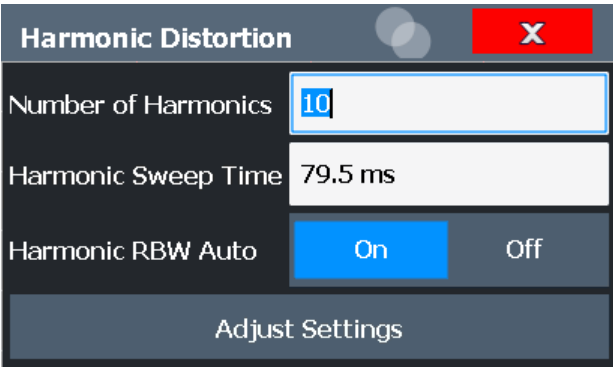 Harmonic Distortion X
Number of Harmonics 10
Harmonic Sweep Time 79.5 ms
Harmonic RBW Auto On Off
Adjust Settings